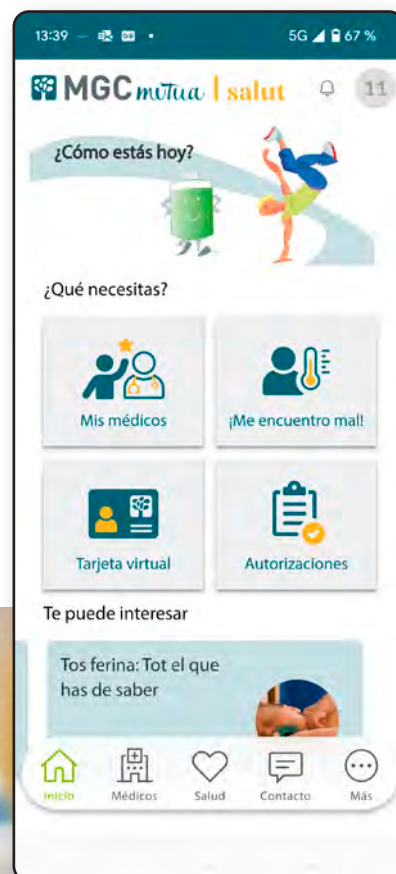 13:39
5G 67 %
MGC mutua | salut
11
¿Cómo estás hoy?
¿Qué necesitas?
Mis médicos
¡Me encuentro mal!
Tarjeta virtual
Autorizaciones
Te puede interesar
Tos ferina: Tot el que
has de saber
Inicio Médicos Salud Contacto Más